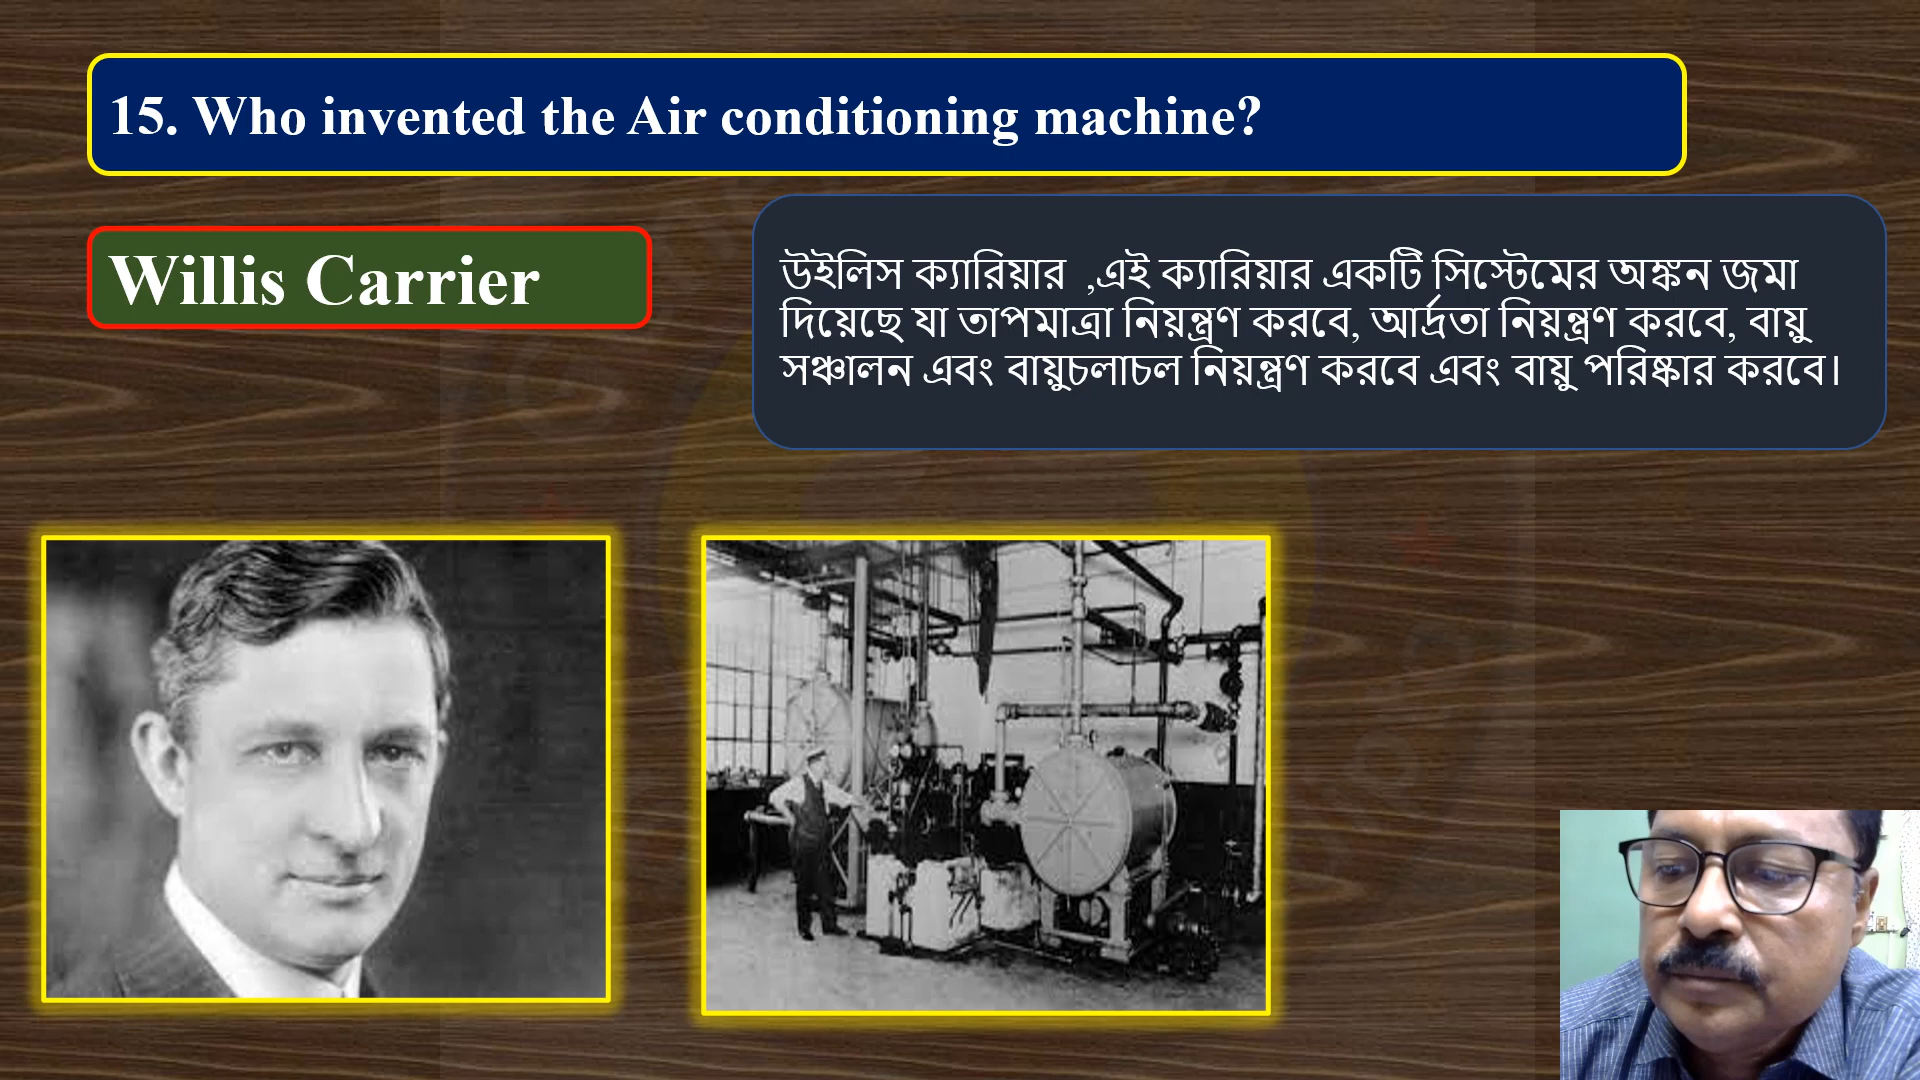 15. Who invented the Air conditioning machine?
Willis Carrier
উইলিস ক্যারিয়ার ,এই ক্যারিয়ার একটি সিস্টেমের অঙ্কন জমা
দিয়েছে যা তাপমাত্রা নিয়ন্ত্রণ করবে, আর্দ্রতা নিয়ন্ত্রণ করবে, বায়ু
সঞ্চালন এবং বায়ুচলাচল নিয়ন্ত্রণ করবে এবং বায়ু পরিষ্কার করবে।